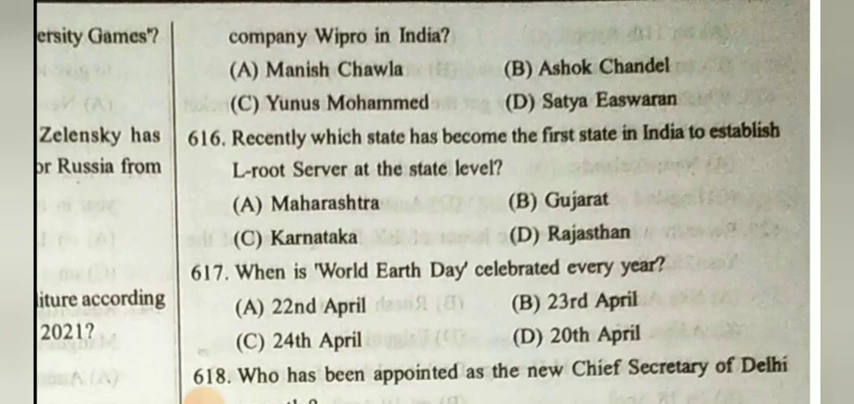 ersity Games"?
Zelensky has
or Russia from
iture according
2021?
company Wipro in India?
(A) Manish Chawla (B) Ashok Chandel
(C) Yunus Mohammed (D) Satya Easwaran
616. Recently which state has become the first state in India to establish
L-root Server at the state level?
(A) Maharashtra (B) Gujarat
(C) Karnataka (D) Rajasthan
617. When is 'World Earth Day' celebrated every year?
(A) 22nd April (B) 23rd April
(C) 24th April (D) 20th April
618. Who has been appointed as the new Chief Secretary of Delhi